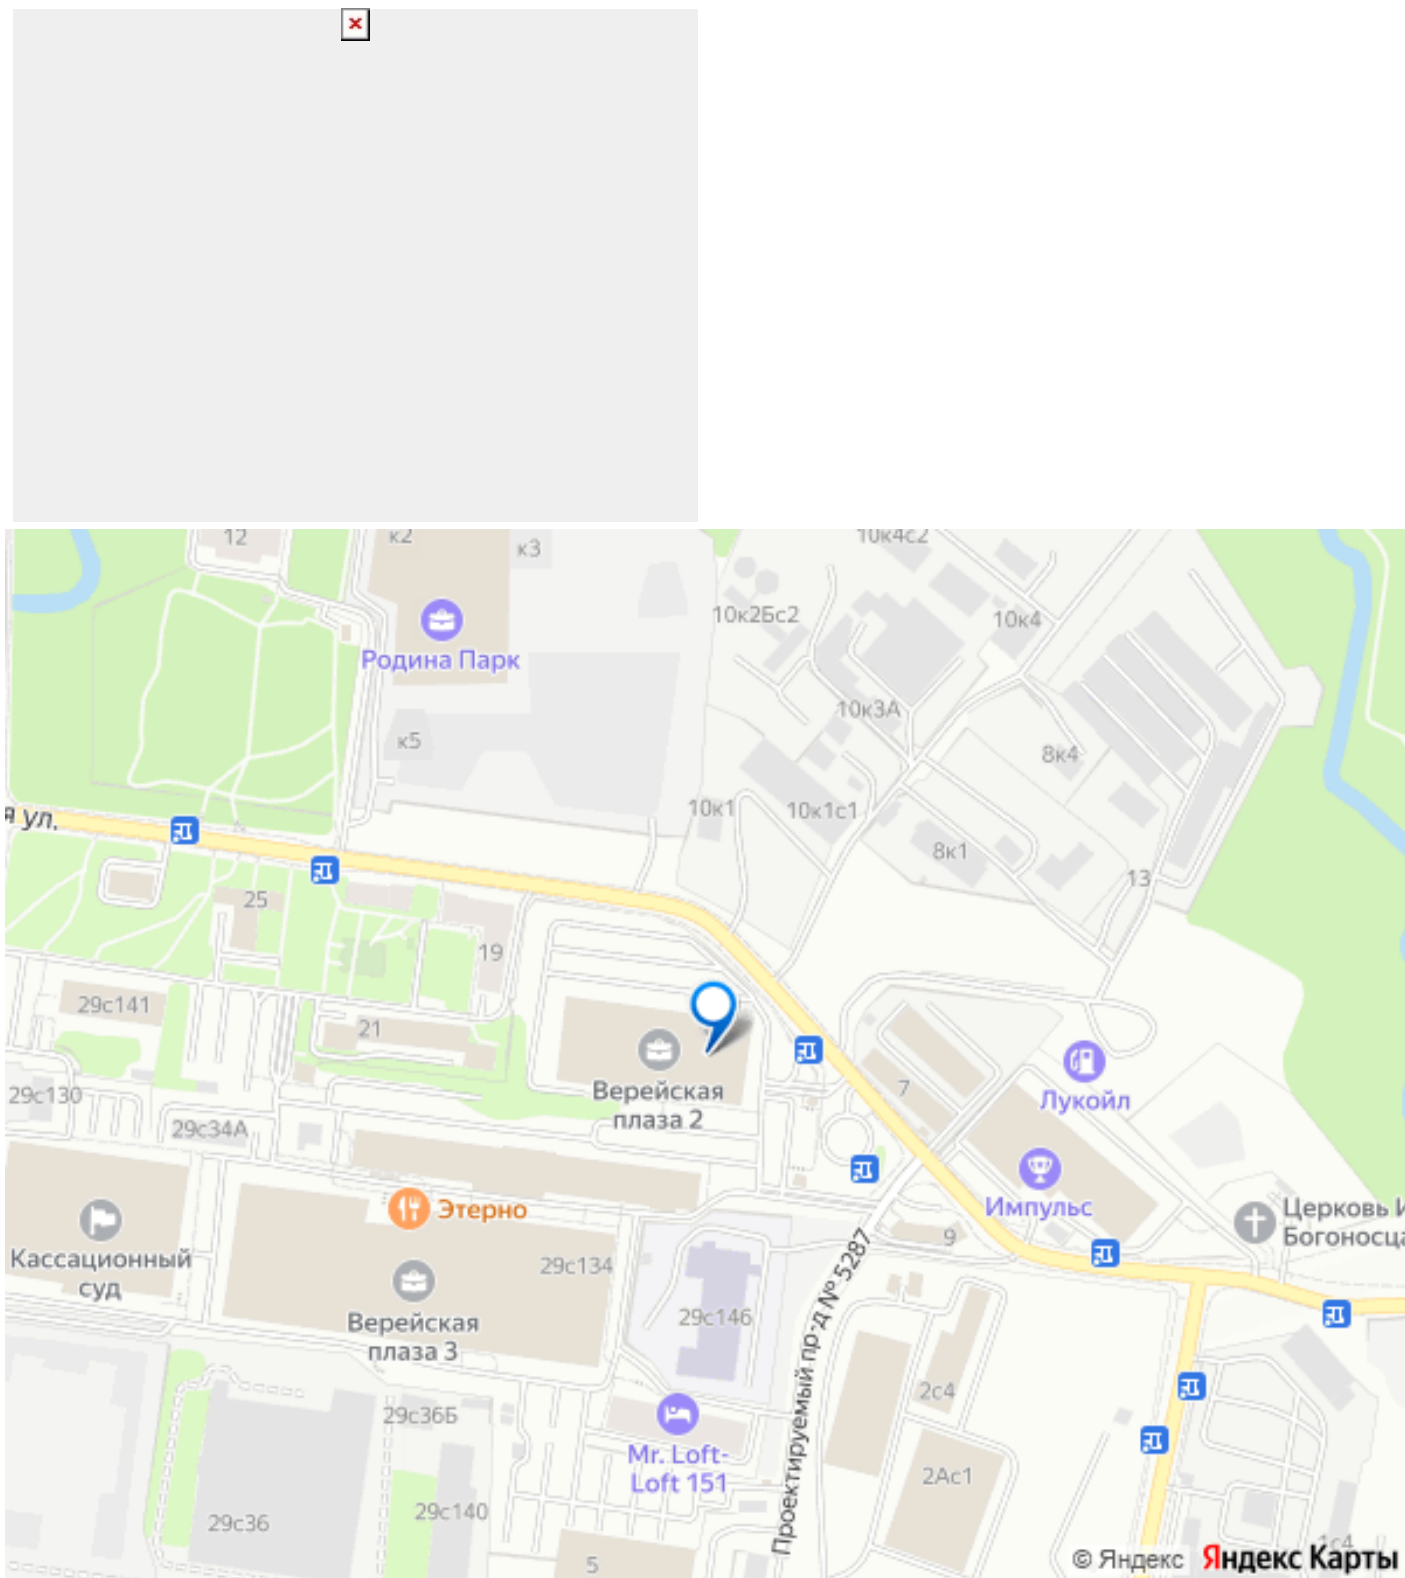 12
к2
к3
10к4с2
10к2Бс2
10к4
Родина Парк
10к3А
к5
8к4
10к1
10к1с1
я ул.
8к1
13
25
19
29с141
21
Верейская
плаза 2
7
Лукойл
29с130
29с34А
Этерно
Импульс
Церковь И
Богоносца
Кассационный
суд
9
29с134
Верейская
плаза 3
29с146
Проектируемый пр-д № 5287
2с4
29с36Б
Mr. Loft-
Loft 151
2Ас1
29с140
29с36
5
1с4
© Яндекс
Яндекс Карты